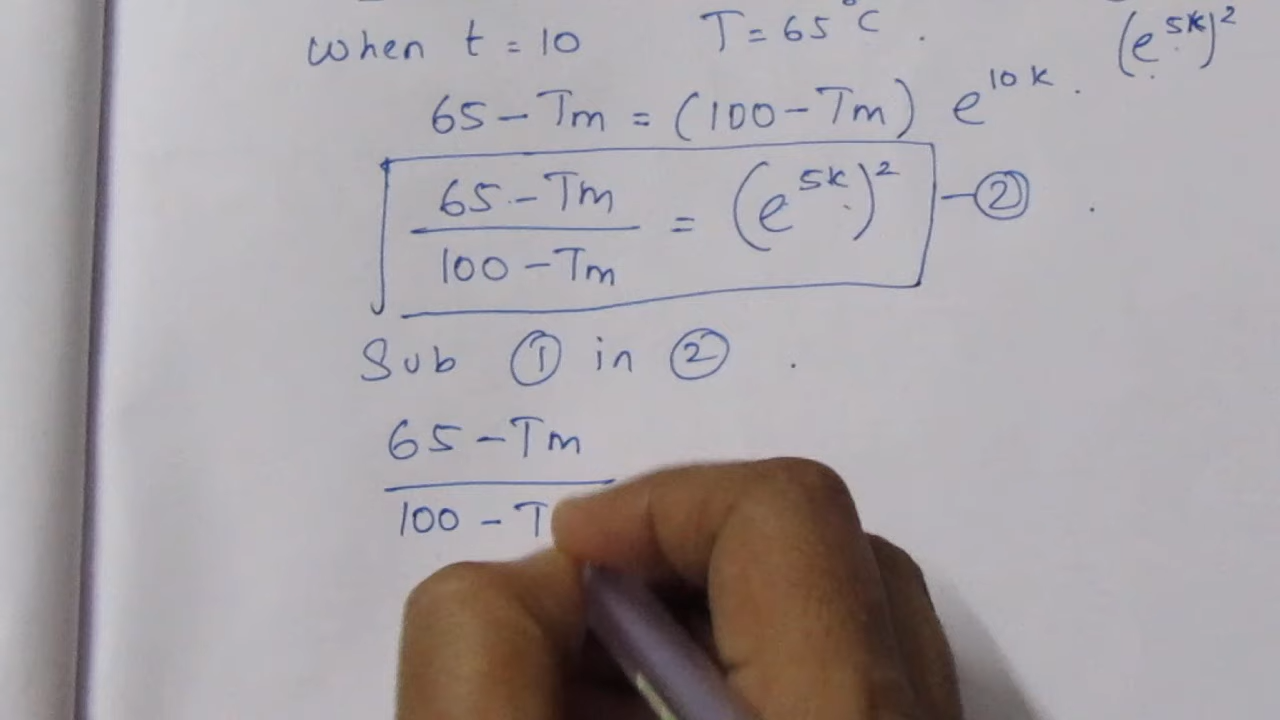 when t = 10 T = 65°C .
(e^5k)^2
65 - Tm = (100 - Tm) e^10k .
65 - Tm / 100 - Tm = (e^5k)^2 - ②
Sub ① in ② .
65 - Tm
100 - T